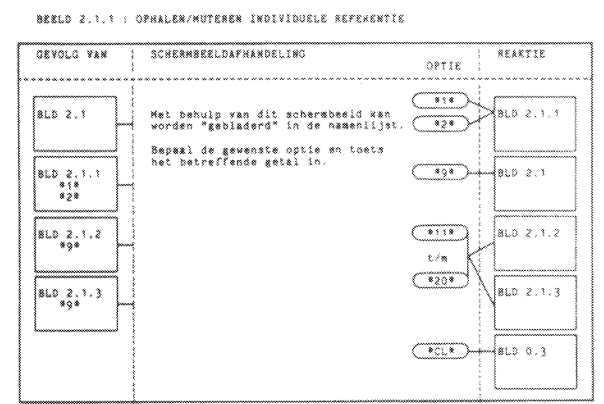 BEELD 2.1.1 : OPHALEN/MUTEREN INDIVIDUELE REFERENTIE
GEVOLG VAN
SCHERMBEELDAFHANDELING
OPTIE
REAKTIE
BLD 2.1
Met behulp van dit schermbeeld kan
worden "gebladerd" in de namenlijst.
Bepaal de gewenste optie en toets
het betreffende getal in.
*1*
*2*
BLD 2.1.1
BLD 2.1.1
*1*
*2*
*9*
BLD 2.1
BLD 2.1.2
*9*
*11*
t/m
*20*
BLD 2.1.2
BLD 2.1.3
*9*
BLD 2.1.3
*CL*
BLD 0.3